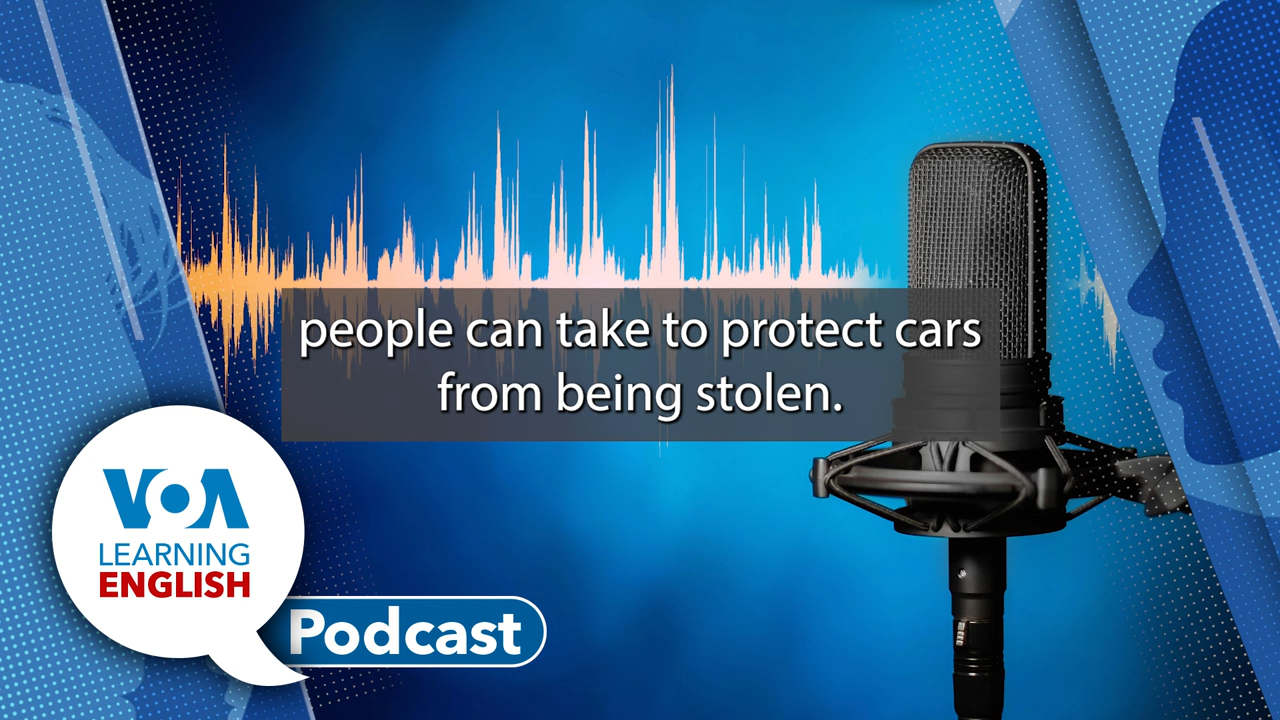 people can take to protect cars
from being stolen.
VOA
LEARNING
ENGLISH
Podcast